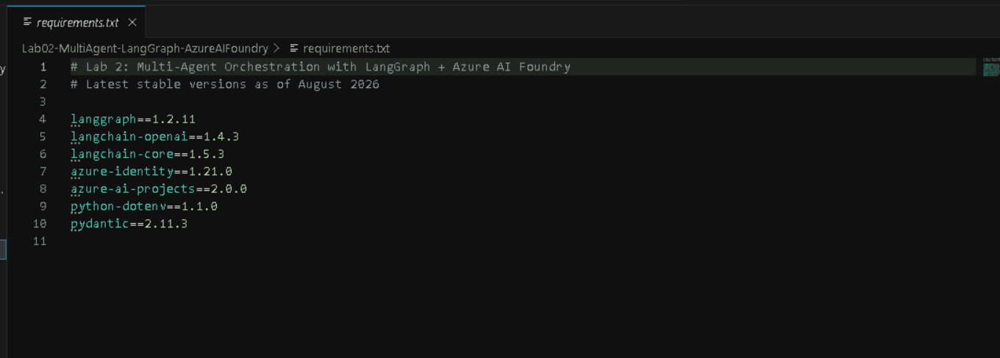 requirements.txt
Lab02-MultiAgent-LangGraph-AzureAIFoundry > requirements.txt
1 # Lab 2: Multi-Agent Orchestration with LangGraph + Azure AI Foundry
2 # Latest stable versions as of August 2026
3
4 langgraph==1.2.11
5 langchain-openai==1.4.3
6 langchain-core==1.5.3
7 azure-identity==1.21.0
8 azure-ai-projects==2.0.0
9 python-dotenv==1.1.0
10 pydantic==2.11.3
11